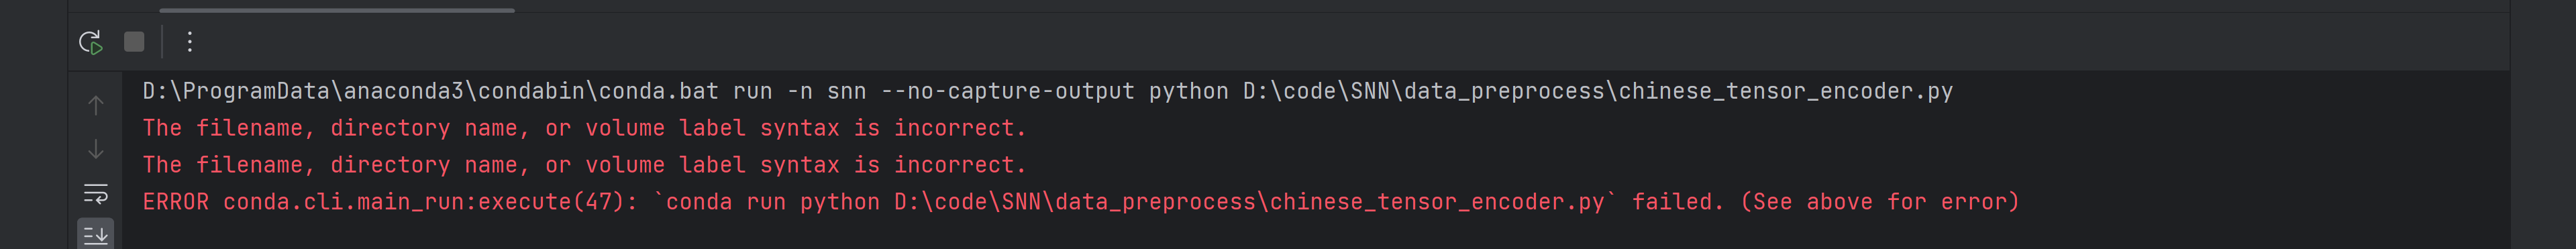 D:\ProgramData\anaconda3\condabin\conda.bat run -n snn --no-capture-output python D:\code\SNN\data_preprocess\chinese_tensor_encoder.py
The filename, directory name, or volume label syntax is incorrect.
The filename, directory name, or volume label syntax is incorrect.
ERROR conda.cli.main_run:execute(47): `conda run python D:\code\SNN\data_preprocess\chinese_tensor_encoder.py` failed. (See above for error)